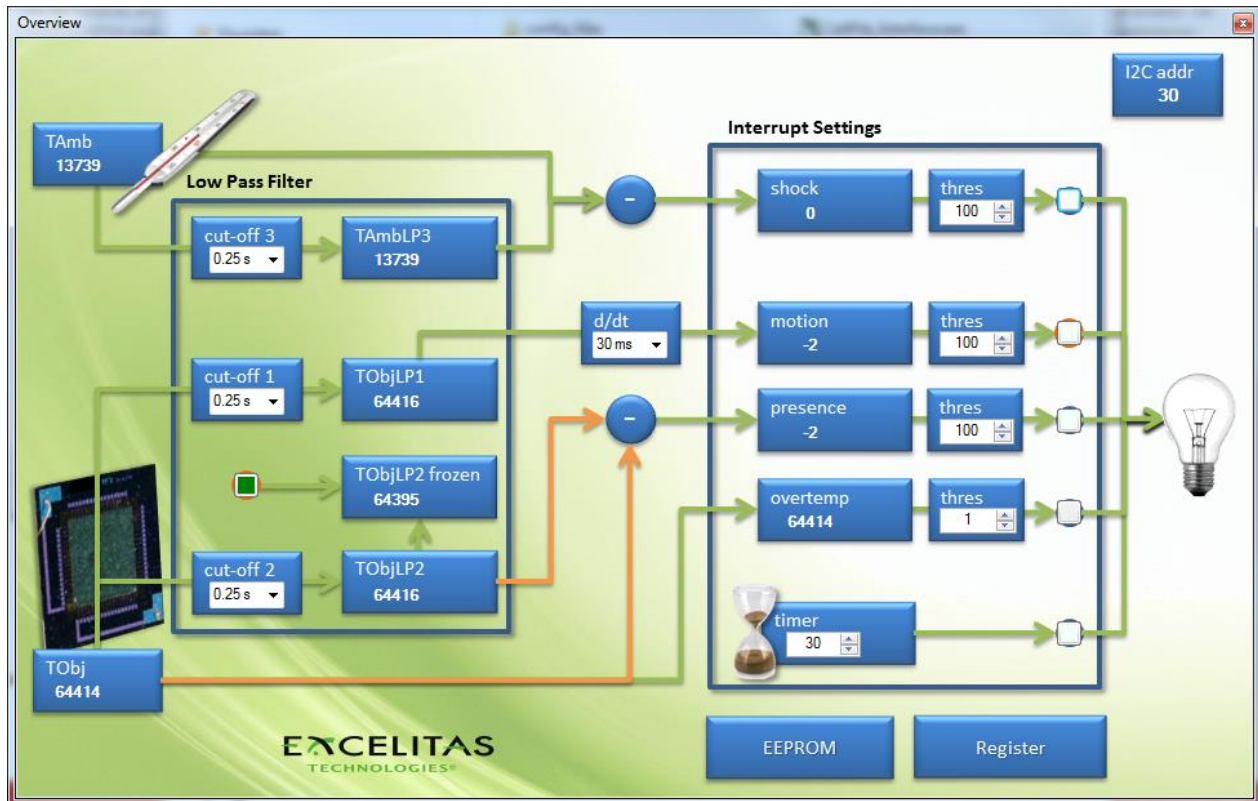 Overview
I2C addr
30
TAmb
13739
Interrupt Settings
Low Pass Filter
shock
0
thres
100
-
cut-off 3
0.25 s
TAmbLP3
13739
d/dt
30 ms
motion
-2
thres
100
cut-off 1
0.25 s
TObjLP1
64416
-
presence
-2
thres
100
TObjLP2 frozen
64395
overtemp
64414
thres
1
cut-off 2
0.25 s
TObjLP2
64416
timer
30
TObj
64414
EXCELITAS
TECHNOLOGIES®
EEPROM
Register